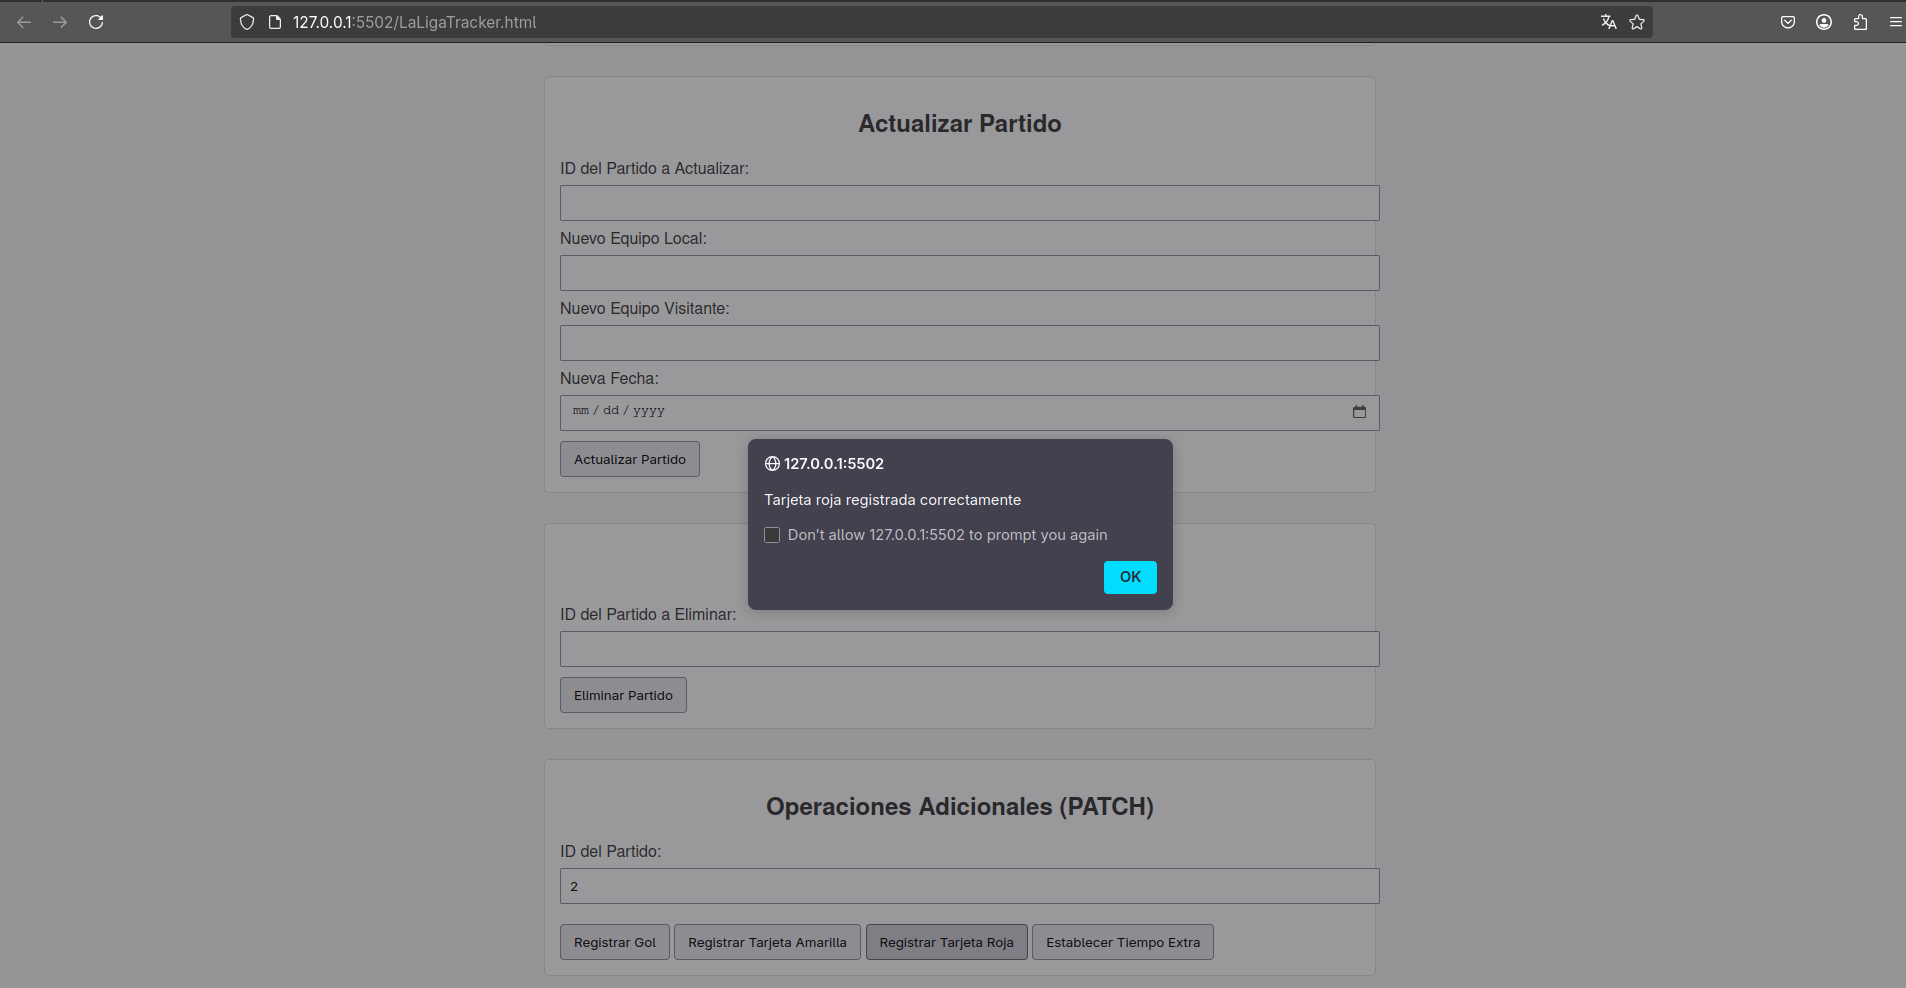 127.0.0.1:5502/LaLigaTracker.html
Actualizar Partido
ID del Partido a Actualizar:
Nuevo Equipo Local:
Nuevo Equipo Visitante:
Nueva Fecha:
mm / dd / yyyy
Actualizar Partido
127.0.0.1:5502
Tarjeta roja registrada correctamente
Don’t allow 127.0.0.1:5502 to prompt you again
OK
ID del Partido a Eliminar:
Eliminar Partido
Operaciones Adicionales (PATCH)
ID del Partido:
2
Registrar Gol Registrar Tarjeta Amarilla Registrar Tarjeta Roja Establecer Tiempo Extra